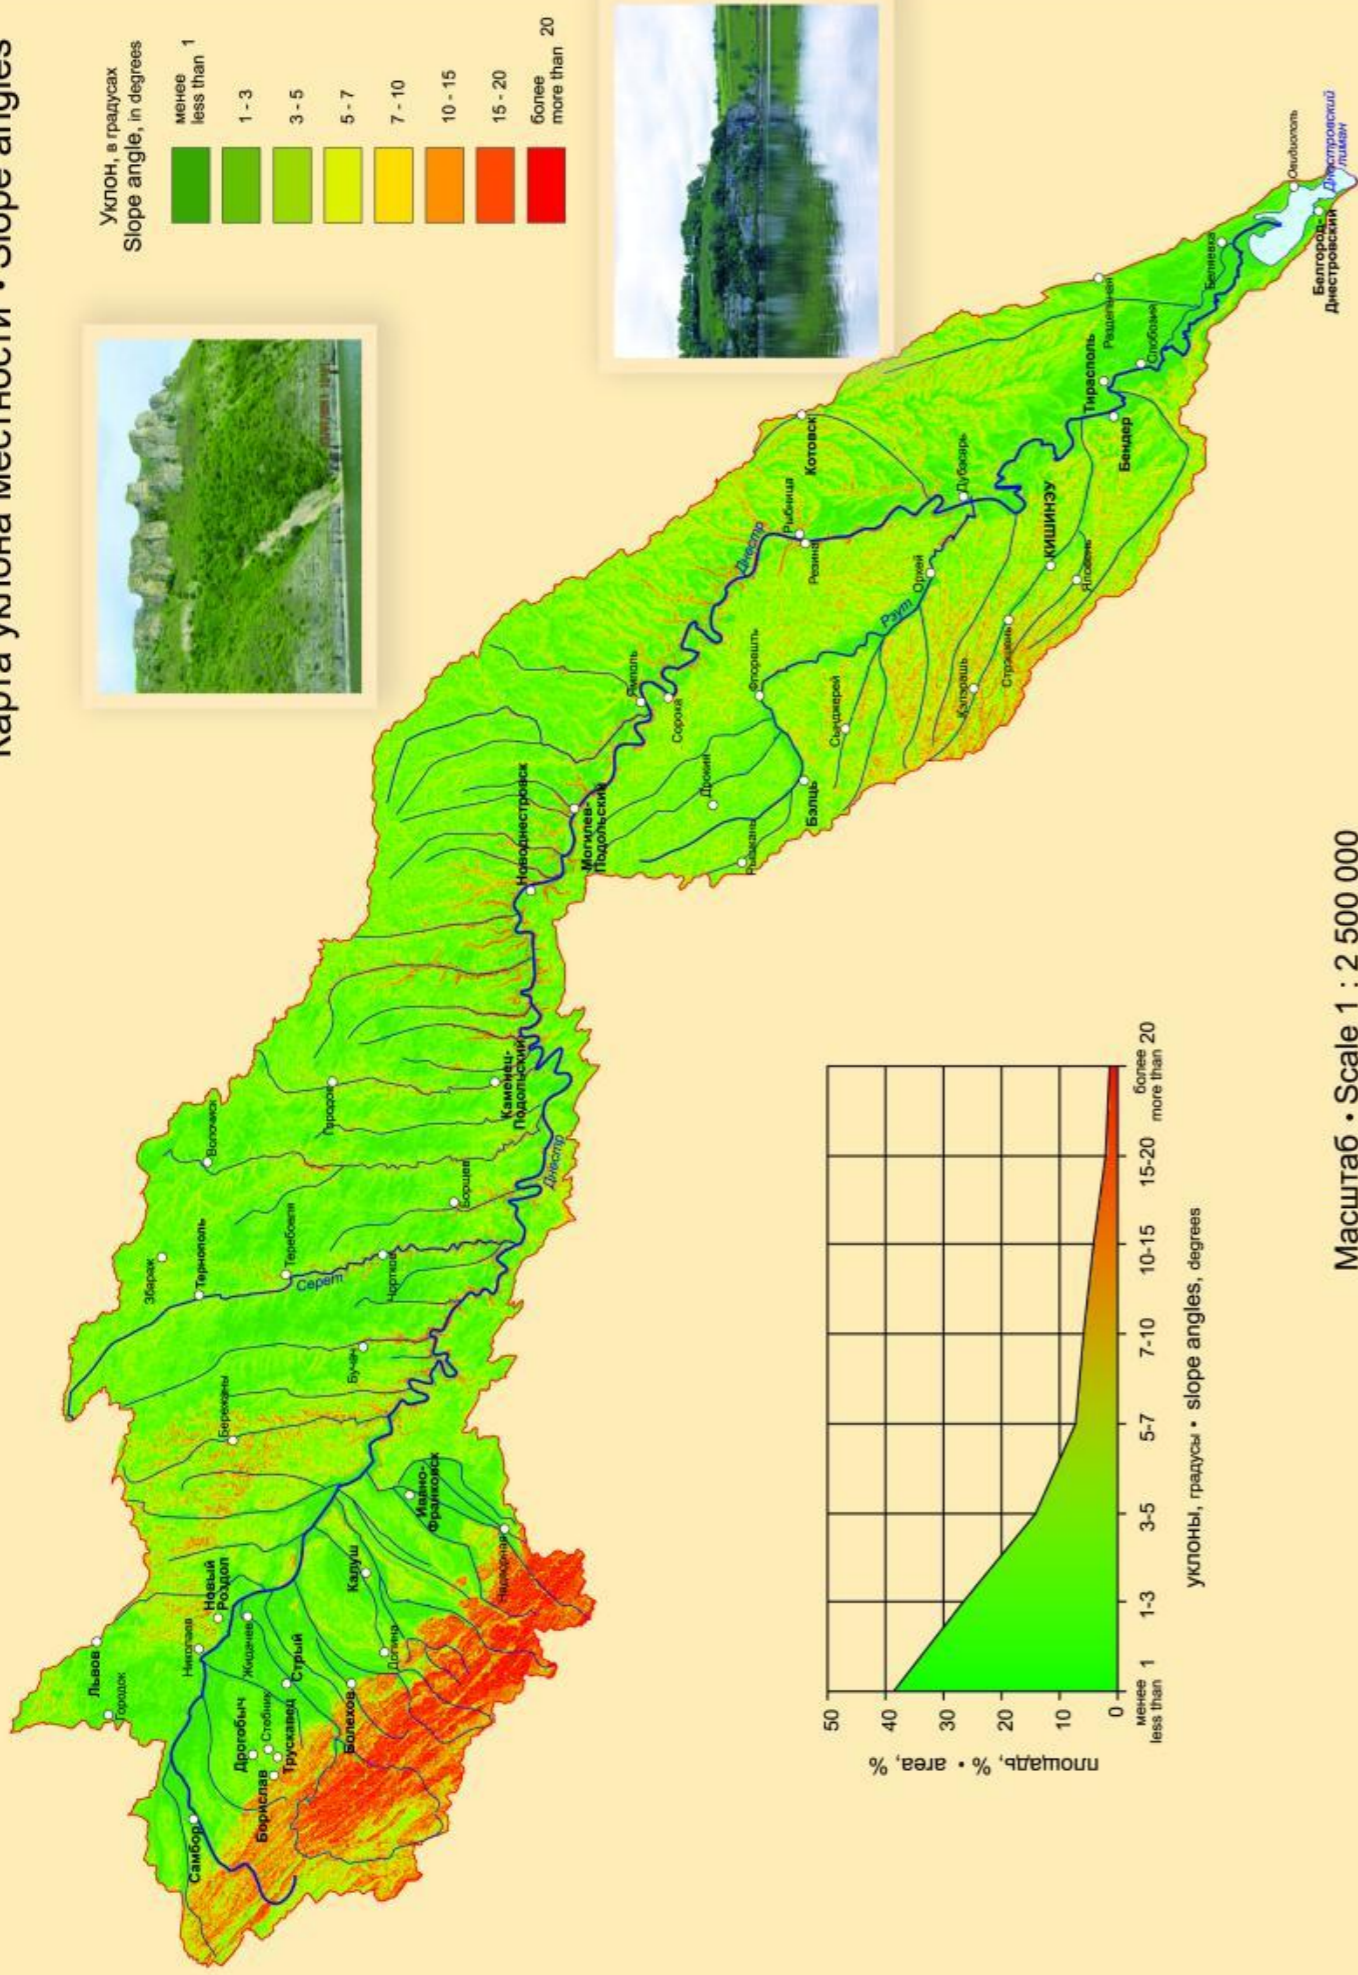 Карта уклона местности • Slope angles
Уклон, в градусах
Slope angle, in degrees
менее
less than 1
1 - 3
3 - 5
5 - 7
7 - 10
10 - 15
15 - 20
более
more than 20
Львов
Городок
Самбор
Николаев
Новый
Роздол
Жидачев
Дрогобыч
Стебник
Борислав
Трускавец
Стрый
Болехов
Долина
Калуш
Ивано-
Франковск
Надворная
Бережаны
Бучач
Збараж
Тернополь
Теребовля
Серет
Чортков
Волочиск
Борщев
Днестр
Городок
Каменец-
Подольский
Новоднестровск
Могилев-
Подольский
Ямполь
Сорока
Дрокия
Рышкань
Бэлць
Флорешть
Сынджерей
Днестр
Рыбница
Резина
Котовск
Рэут
Орхей
Дубэсарь
Кэлэрашь
Стрэшень
КИШИНЭУ
Яловень
Бендер
Тирасполь
Слобозия
Раздельная
Беляевка
Овидиополь
Белгород-
Днестровский
Днестровский
лиман
площадь, % • area, %
50
40
30
20
10
0
менее
less than 1
1-3
3-5
5-7
7-10
10-15
15-20
более
more than 20
уклоны, градусы • slope angles, degrees
Масштаб • Scale 1 : 2 500 000